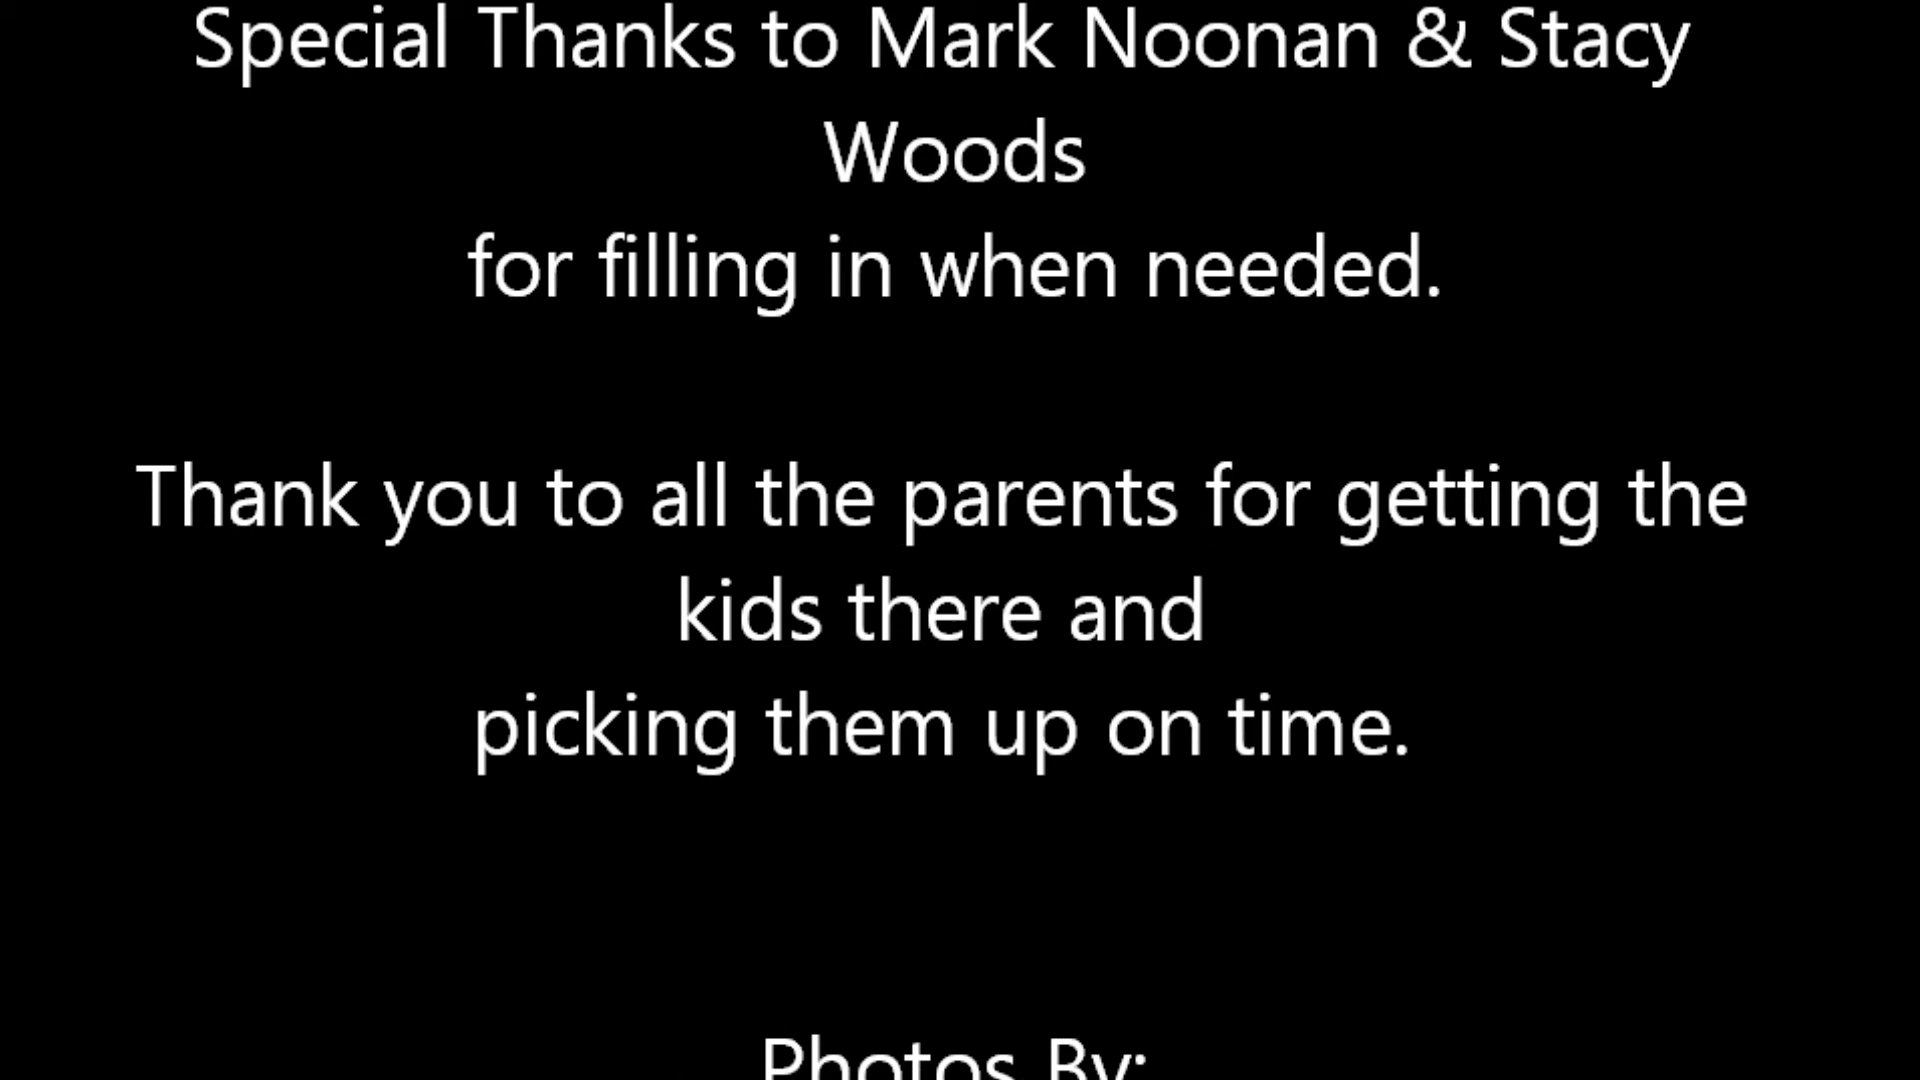 Special Thanks to Mark Noonan & Stacy
Woods
for filling in when needed.
Thank you to all the parents for getting the
kids there and
picking them up on time.
Photos By: